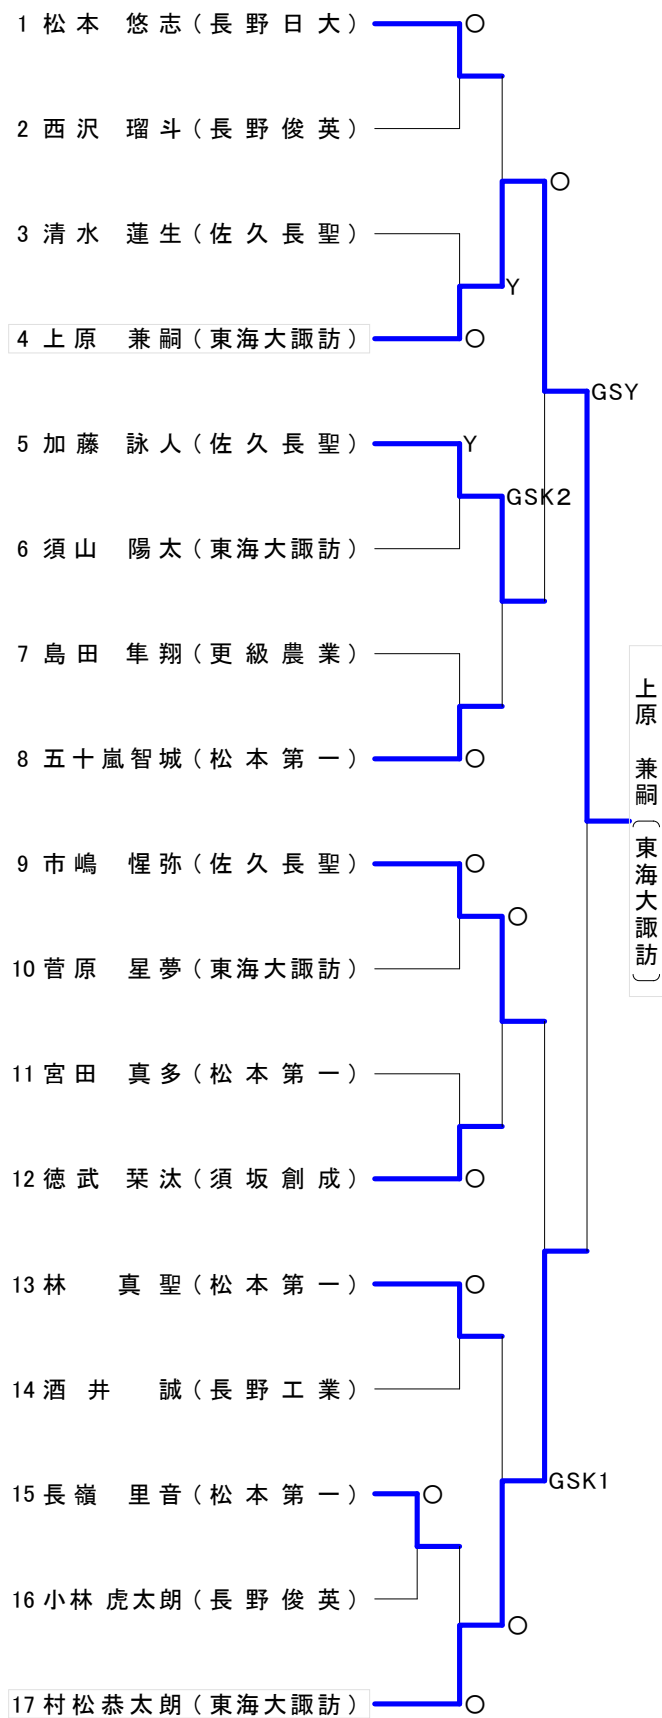 1 松本 悠志(長野日大) ○
2 西沢 瑠斗(長野俊英)
○
3 清水 蓮生(佐久長聖)
Y
4 上原 兼嗣(東海大諏訪) ○
GSY
5 加藤 詠人(佐久長聖) Y
GSK2
6 須山 陽太(東海大諏訪)
7 島田 隼翔(更級農業)
8 五十嵐智城(松本第一) ○
上原 兼嗣(東海大諏訪)
9 市嶋 惺弥(佐久長聖) ○
○
10 菅原 星夢(東海大諏訪)
11 宮田 真多(松本第一)
12 徳武 栞汰(須坂創成) ○
13 林 真聖(松本第一) ○
14 酒井 誠(長野工業)
GSK1
15 長嶺 里音(松本第一) ○
16 小林 虎太朗(長野俊英)
○
17 村松恭太朗(東海大諏訪) ○